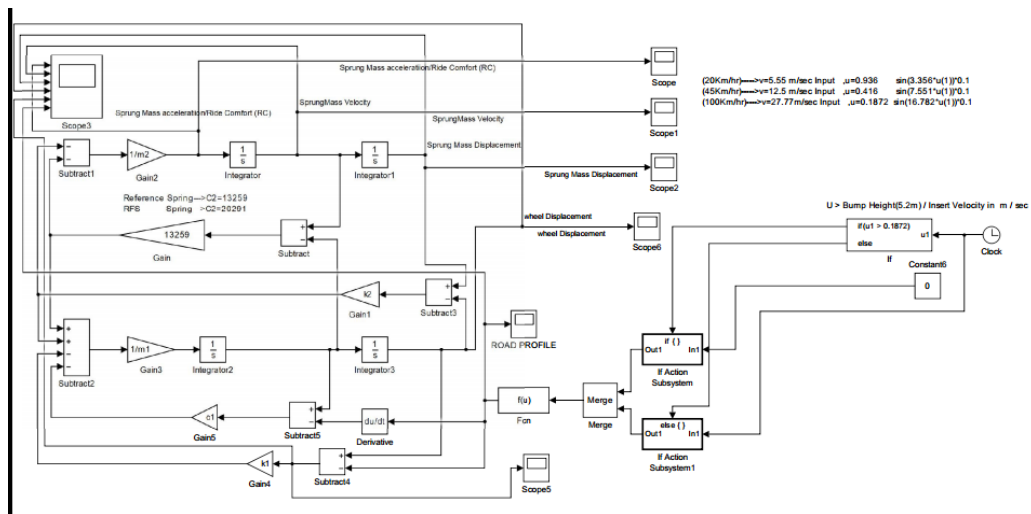 Sprung Mass acceleration/Ride Comfort (RC)
Scope
(20Km/hr)---->v=5.55 m/sec Input ,u=0.936 sin(3.356*u(1))*0.1
(45Km/hr)---->v=12.5 m/sec Input ,u=0.416 sin(7.551*u(1))*0.1
(100Km/hr)---->v=27.77m/sec Input ,u=0.1872 sin(16.782*u(1))*0.1
Scope3
Sprung Mass acceleration/Ride Comfort (RC)
SprungMass Velocity
SprungMass Velocity
Scope1
Sprung Mass Displacement
Subtract1
1/m2
Gain2
1
s
Integrator
1
s
Integrator1
Sprung Mass Displacement
Scope2
Reference Spring--->C2=13259
RFS Spring >C2=20291
13259
Gain
Subtract
wheel Displacement
wheel Displacement
Scope6
U > Bump Height(5.2m) / Insert Velocity in m / sec
if(u1 > 0.1872)
else
u1
If
Clock
Constant6
0
k2
Gain1
Subtract3
Subtract2
1/m1
Gain3
1
s
Integrator2
1
s
Integrator3
ROAD PROFILE
if { }
Out1
In1
If Action
Subsystem
f(u)
Fcn
Merge
Merge
else { }
Out1
In1
If Action
Subsystem1
c1
Gain5
Subtract5
du/dt
Derivative
k1
Gain4
Subtract4
Scope5